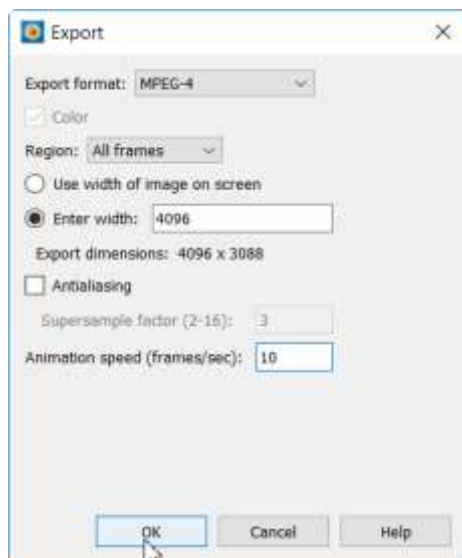 Export
Export format: MPEG-4
Color
Region: All frames
Use width of image on screen
Enter width: 4096
Export dimensions: 4096 x 3088
Antialiasing
Supersample factor (2-16): 3
Animation speed (frames/sec): 10
OK Cancel Help